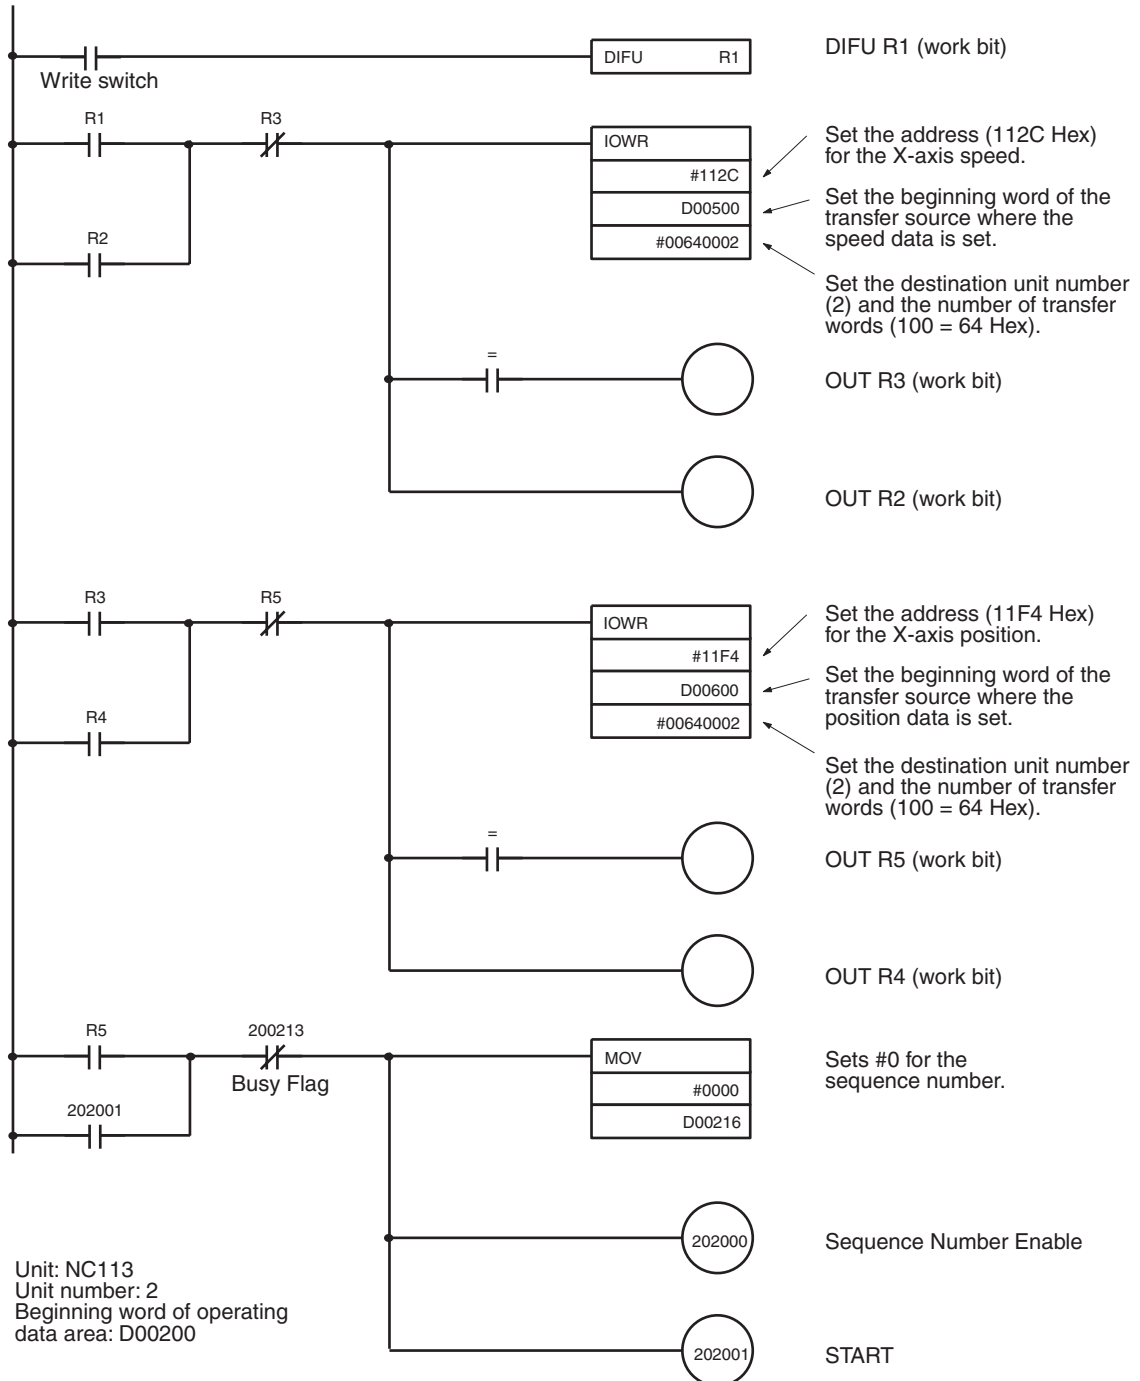 DIFU R1
DIFU R1 (work bit)
Write switch
R1
R3
IOWR
#112C
D00500
#00640002
Set the address (112C Hex)
for the X-axis speed.
Set the beginning word of the
transfer source where the
speed data is set.
Set the destination unit number
(2) and the number of transfer
words (100 = 64 Hex).
R2
=
OUT R3 (work bit)
OUT R2 (work bit)
R3
R5
IOWR
#11F4
D00600
#00640002
Set the address (11F4 Hex)
for the X-axis position.
Set the beginning word of the
transfer source where the
position data is set.
Set the destination unit number
(2) and the number of transfer
words (100 = 64 Hex).
R4
=
OUT R5 (work bit)
OUT R4 (work bit)
R5
200213
Busy Flag
MOV
#0000
D00216
Sets #0 for the
sequence number.
202001
202000
Sequence Number Enable
Unit: NC113
Unit number: 2
Beginning word of operating
data area: D00200
202001
START